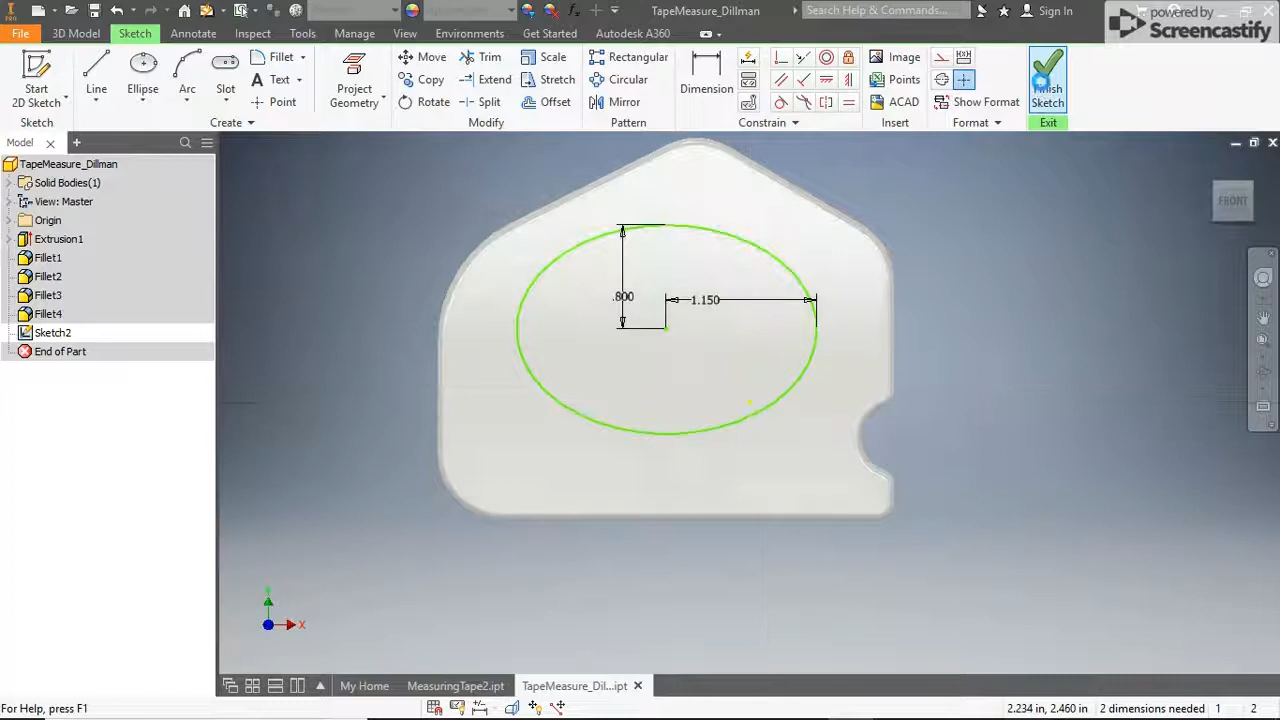 TapeMeasure_Dillman
Search Help & Commands...
Sign In
powered by
Screencastify
File
3D Model
Sketch
Annotate
Inspect
Tools
Manage
View
Environments
Get Started
Autodesk A360
Start
2D Sketch
Line
Ellipse
Arc
Slot
Fillet
Text
Point
Project
Geometry
Move
Copy
Rotate
Trim
Extend
Split
Scale
Stretch
Offset
Rectangular
Circular
Mirror
Dimension
Image
Points
ACAD
Show Format
Finish
Sketch
Sketch
Create
Modify
Pattern
Constrain
Insert
Format
Exit
Model
TapeMeasure_Dillman
Solid Bodies(1)
View: Master
Origin
Extrusion1
Fillet1
Fillet2
Fillet3
Fillet4
Sketch2
End of Part
.800
1.150
FRONT
X
My Home
MeasuringTape2.ipt
TapeMeasure_Dil...ipt
For Help, press F1
2.234 in, 2.460 in
2 dimensions needed
1
2